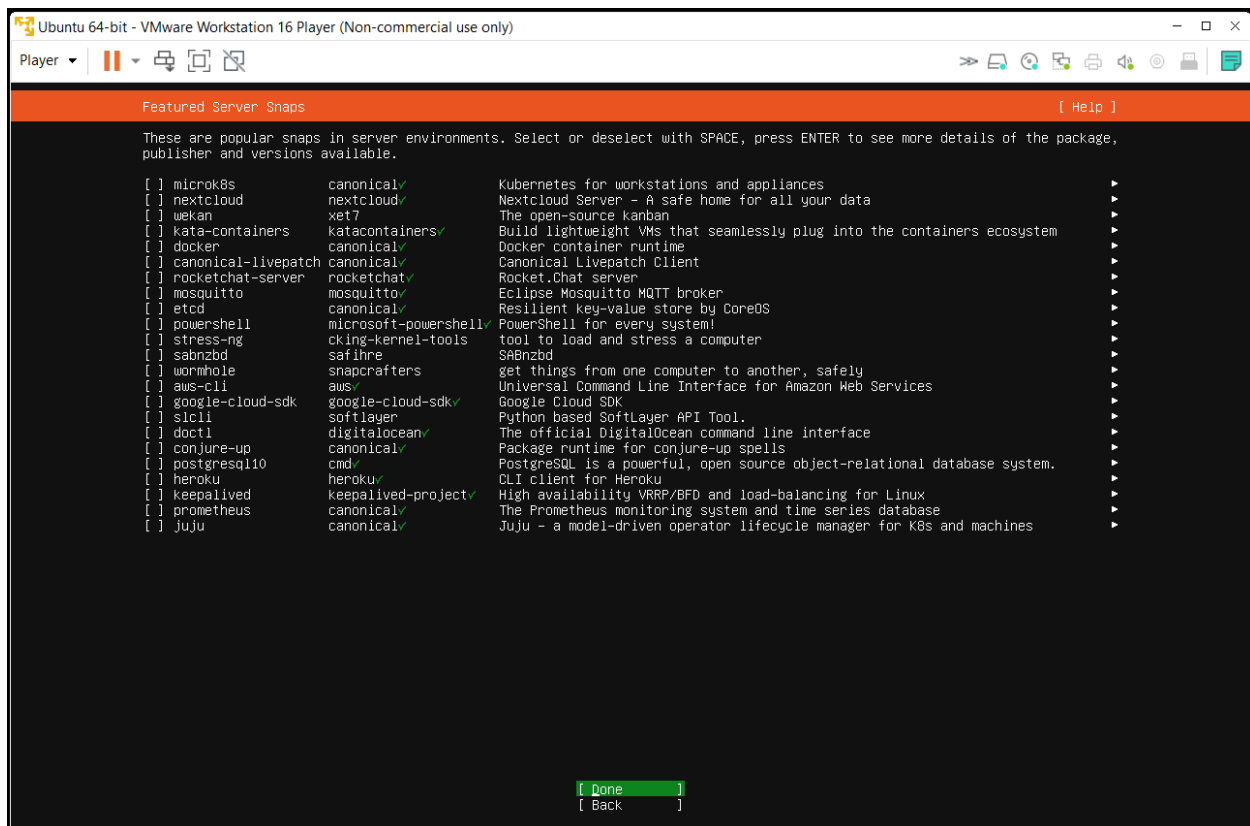 Ubuntu 64-bit - VMware Workstation 16 Player (Non-commercial use only)
Player
Featured Server Snaps [ Help ]
These are popular snaps in server environments. Select or deselect with SPACE, press ENTER to see more details of the package,
publisher and versions available.
[ ] microk8s canonical✓ Kubernetes for workstations and appliances ▸
[ ] nextcloud nextcloud✓ Nextcloud Server - A safe home for all your data ▸
[ ] wekan xet7 The open-source kanban ▸
[ ] kata-containers katacontainers✓ Build lightweight VMs that seamlessly plug into the containers ecosystem ▸
[ ] docker canonical✓ Docker container runtime ▸
[ ] canonical-livepatch canonical✓ Canonical Livepatch Client ▸
[ ] rocketchat-server rocketchat✓ Rocket.Chat server ▸
[ ] mosquitto mosquitto✓ Eclipse Mosquitto MQTT broker ▸
[ ] etcd canonical✓ Resilient key-value store by CoreOS ▸
[ ] powershell microsoft-powershell✓ PowerShell for every system! ▸
[ ] stress-ng cking-kernel-tools tool to load and stress a computer ▸
[ ] sabnzbd safihre SABnzbd ▸
[ ] wormhole snapcrafters get things from one computer to another, safely ▸
[ ] aws-cli aws✓ Universal Command Line Interface for Amazon Web Services ▸
[ ] google-cloud-sdk google-cloud-sdk✓ Google Cloud SDK ▸
[ ] slcli softlayer Python based SoftLayer API Tool. ▸
[ ] doctl digitalocean✓ The official DigitalOcean command line interface ▸
[ ] conjure-up canonical✓ Package runtime for conjure-up spells ▸
[ ] postgresql10 cmd✓ PostgreSQL is a powerful, open source object-relational database system. ▸
[ ] heroku heroku✓ CLI client for Heroku ▸
[ ] keepalived keepalived-project✓ High availability VRRP/BFD and load-balancing for Linux ▸
[ ] prometheus canonical✓ The Prometheus monitoring system and time series database ▸
[ ] juju canonical✓ Juju - a model-driven operator lifecycle manager for K8s and machines ▸
[ Done ]
[ Back ]